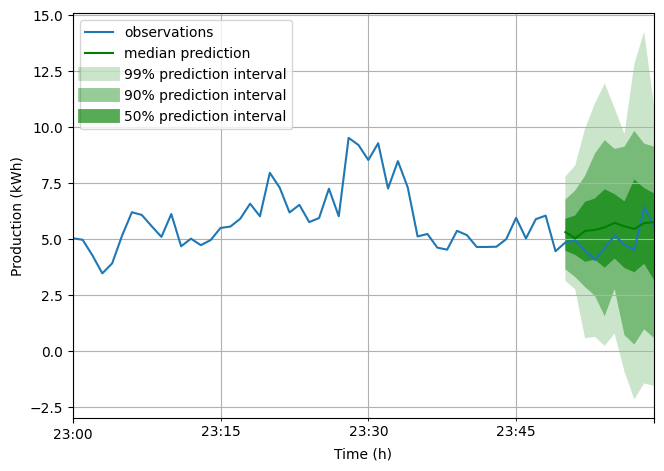 15.0
12.5
10.0
7.5
5.0
2.5
0.0
−2.5
Production (kWh)
observations
median prediction
99% prediction interval
90% prediction interval
50% prediction interval
23:00
23:15
23:30
23:45
Time (h)